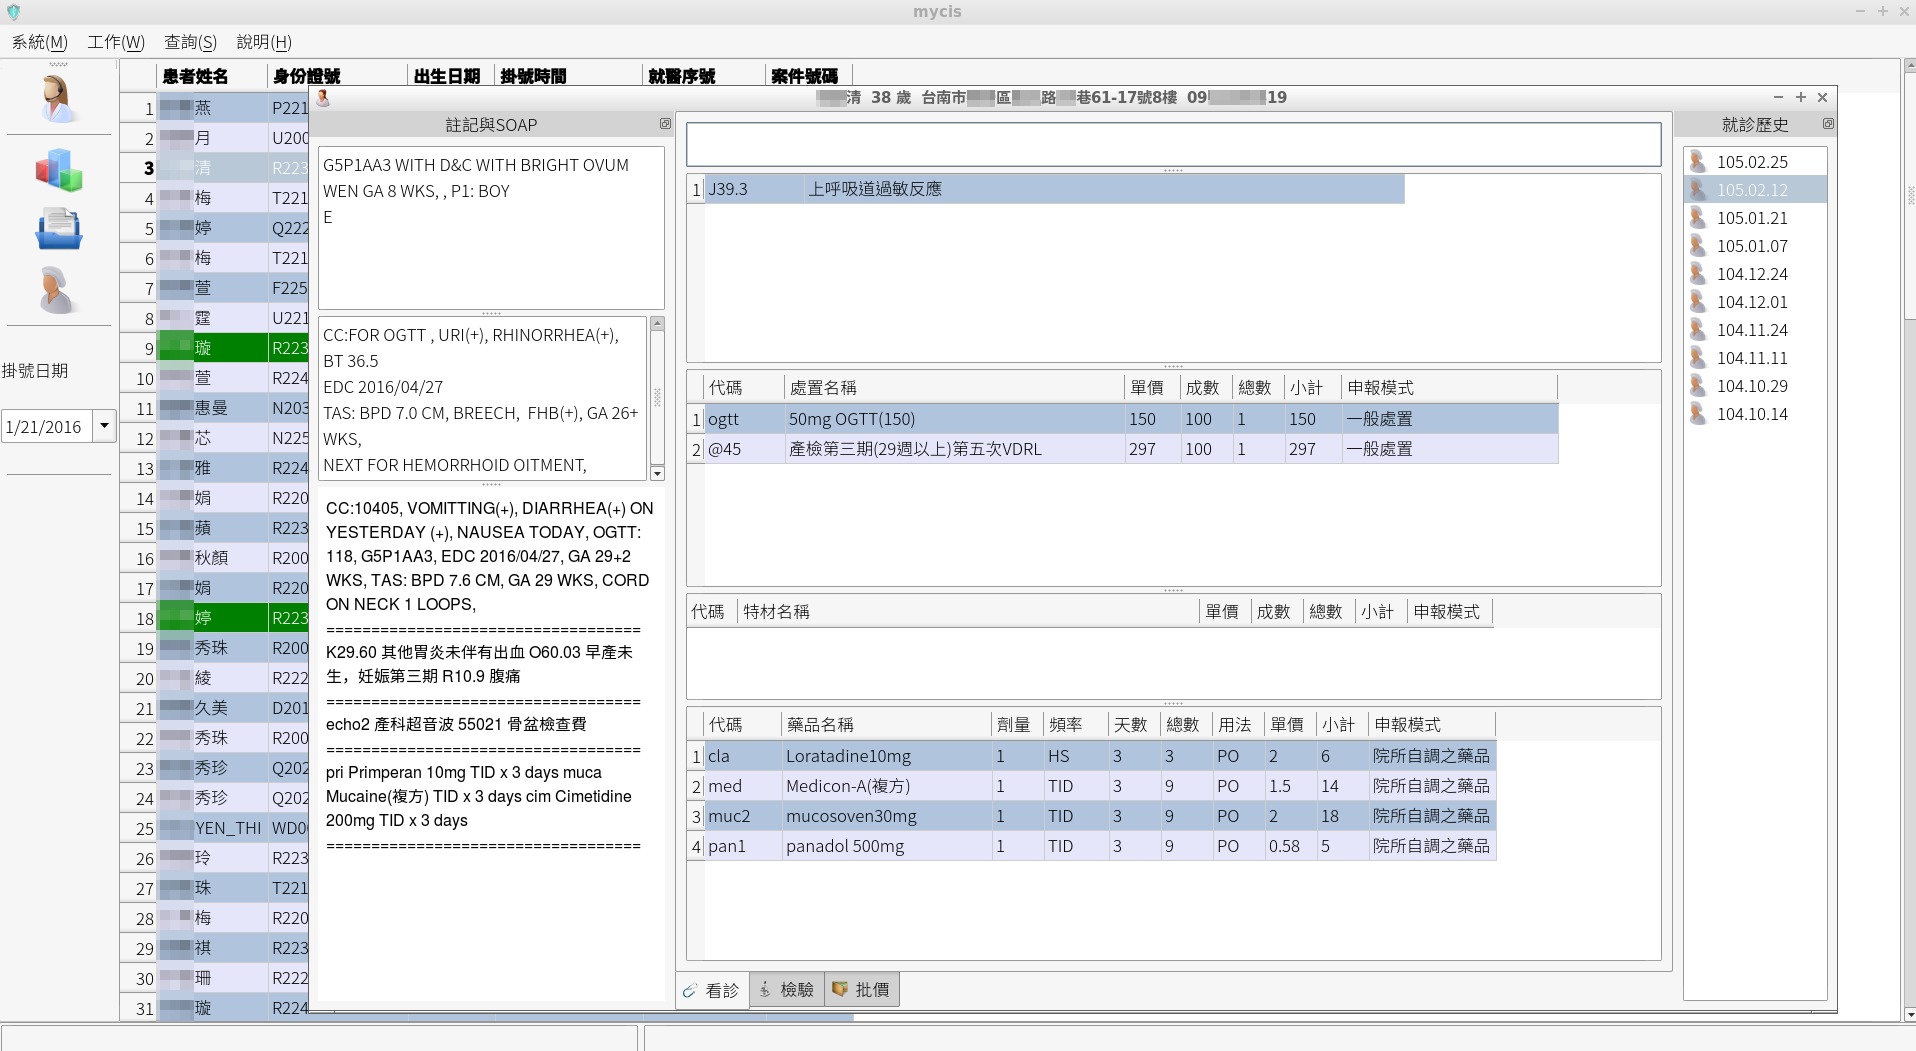 mycis
系統(M) 工作(W) 查詢(S) 說明(H)
患者姓名 身份證號 出生日期 掛號時間 就醫序號 案件號碼
掛號日期
1/21/2016
1 燕 P221
2 月 U200
3 清 R223
4 梅 T221
5 婷 Q222
6 梅 T221
7 萱 F225
8 霆 U221
9 璇 R223
10 萱 R224
11 惠曼 N203
12 芯 N225
13 雅 R224
14 娟 R220
15 蘋 R223
16 秋顏 R200
17 娟 R220
18 婷 R223
19 秀珠 R200
20 綾 R222
21 久美 D201
22 秀珠 R200
23 秀珍 Q202
24 秀珍 Q202
25 YEN_THI WD0
26 玲 R223
27 珠 T221
28 梅 R220
29 祺 R223
30 珊 R222
31 璇 R224
清 38 歲 台南市 區 路 巷61-17號8樓 09 19
註記與SOAP
G5P1AA3 WITH D&C WITH BRIGHT OVUM
WEN GA 8 WKS, , P1: BOY
E
CC:FOR OGTT , URI(+), RHINORRHEA(+),
BT 36.5
EDC 2016/04/27
TAS: BPD 7.0 CM, BREECH, FHB(+), GA 26+
WKS,
NEXT FOR HEMORRHOID OITMENT,
CC:10405, VOMITTING(+), DIARRHEA(+) ON
YESTERDAY (+), NAUSEA TODAY, OGTT:
118, G5P1AA3, EDC 2016/04/27, GA 29+2
WKS, TAS: BPD 7.6 CM, GA 29 WKS, CORD
ON NECK 1 LOOPS,
===================================
K29.60 其他胃炎未伴有出血 O60.03 早產未
生，妊娠第三期 R10.9 腹痛
===================================
echo2 產科超音波 55021 骨盆檢查費
===================================
pri Primperan 10mg TID x 3 days muca
Mucaine(複方) TID x 3 days cim Cimetidine
200mg TID x 3 days
===================================
1 J39.3 上呼吸道過敏反應
代碼 處置名稱 單價 成數 總數 小計 申報模式
1 ogtt 50mg OGTT(150) 150 100 1 150 一般處置
2 @45 產檢第三期(29週以上)第五次VDRL 297 100 1 297 一般處置
代碼 特材名稱 單價 成數 總數 小計 申報模式
代碼 藥品名稱 劑量 頻率 天數 總數 用法 單價 小計 申報模式
1 cla Loratadine10mg 1 HS 3 3 PO 2 6 院所自調之藥品
2 med Medicon-A(複方) 1 TID 3 9 PO 1.5 14 院所自調之藥品
3 muc2 mucosoven30mg 1 TID 3 9 PO 2 18 院所自調之藥品
4 pan1 panadol 500mg 1 TID 3 9 PO 0.58 5 院所自調之藥品
看診 檢驗 批價
就診歷史
105.02.25
105.02.12
105.01.21
105.01.07
104.12.24
104.12.01
104.11.24
104.11.11
104.10.29
104.10.14